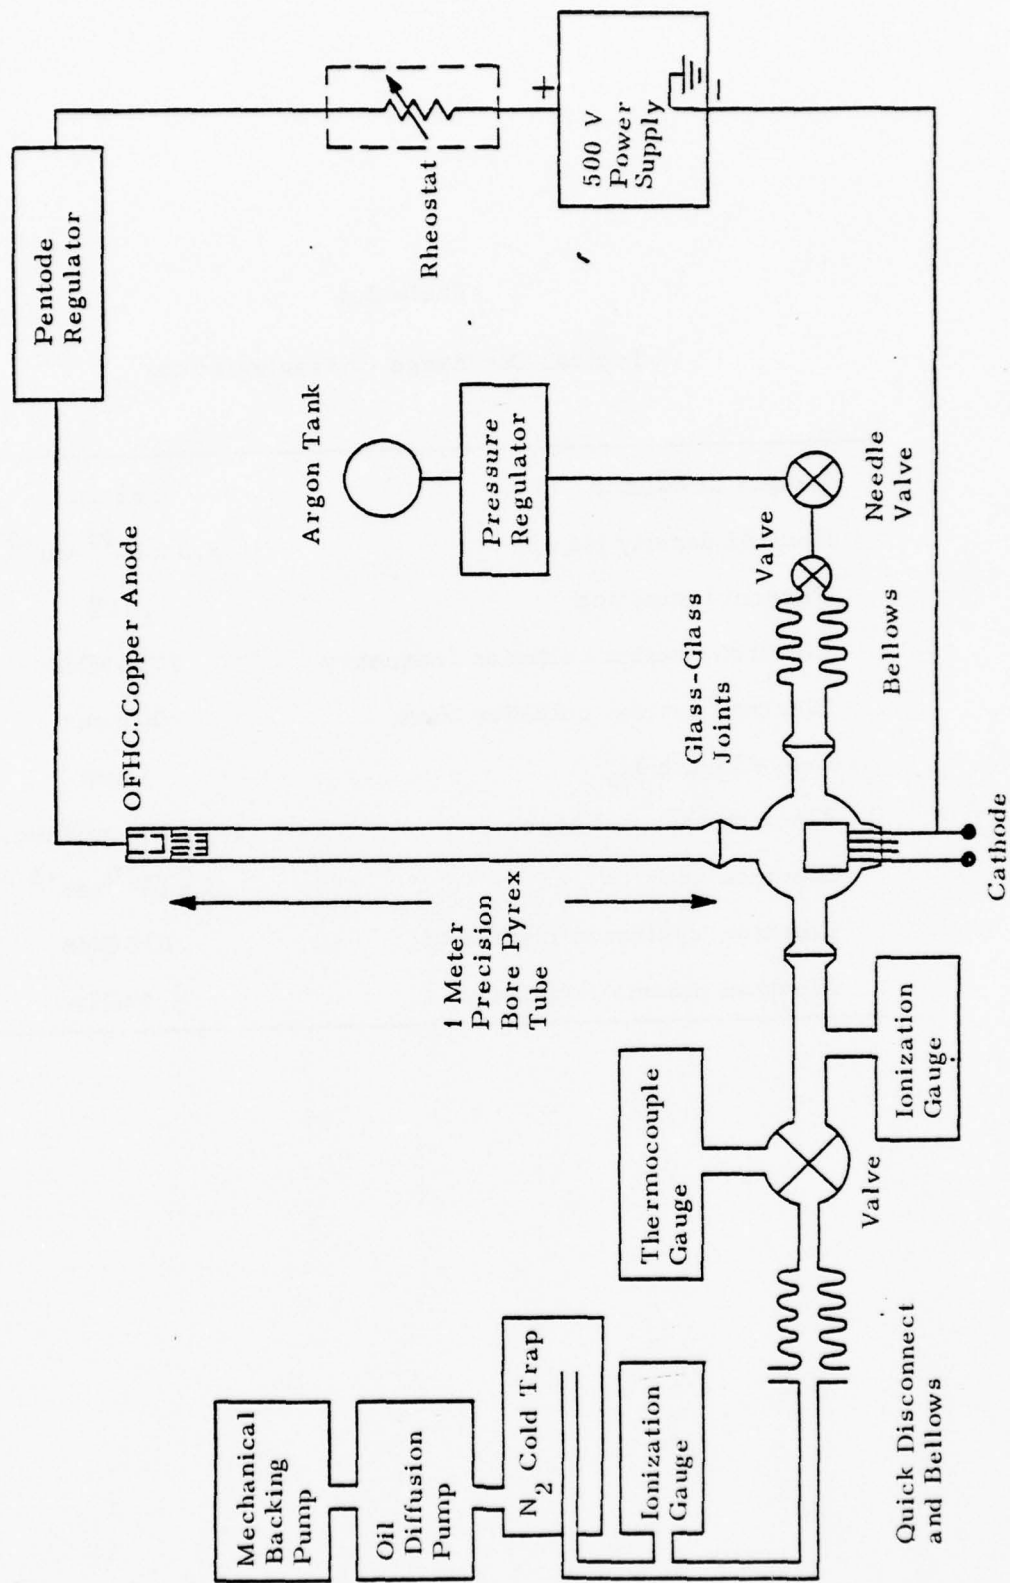 Mechanical
Backing
Pump
Oil
Diffusion
Pump
N2 Cold Trap
Ionization
Gauge
Quick Disconnect
and Bellows
Thermocouple
Gauge
Valve
Ionization
Gauge
1 Meter
Precision
Bore Pyrex
Tube
OFHC.Copper Anode
Cathode
Glass-Glass
Joints
Bellows
Valve
Needle
Valve
Argon Tank
Pressure
Regulator
Pentode
Regulator
Rheostat
+
500 V
Power
Supply
-